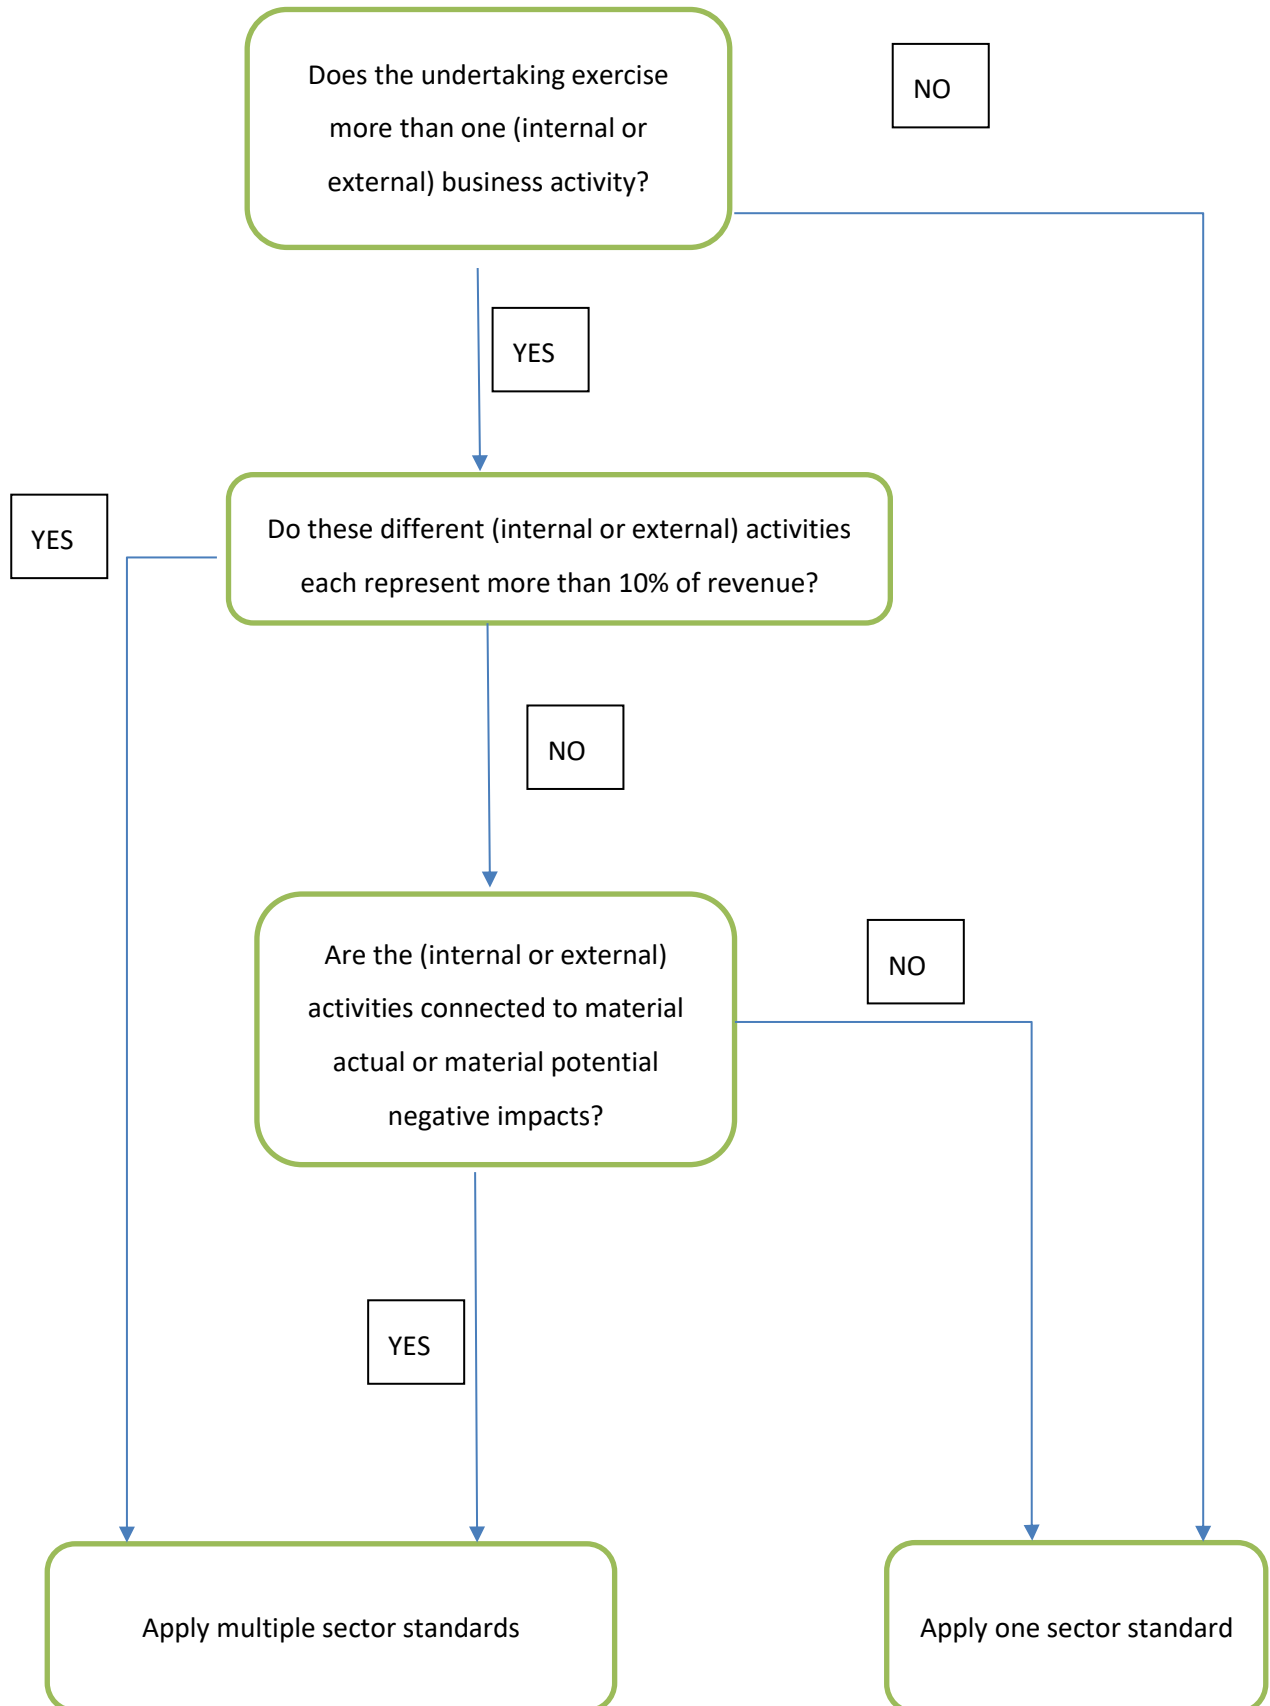 Does the undertaking exercise
more than one (internal or
external) business activity?
NO
YES
YES
Do these different (internal or external) activities
each represent more than 10% of revenue?
NO
Are the (internal or external)
activities connected to material
actual or material potential
negative impacts?
NO
YES
Apply multiple sector standards
Apply one sector standard